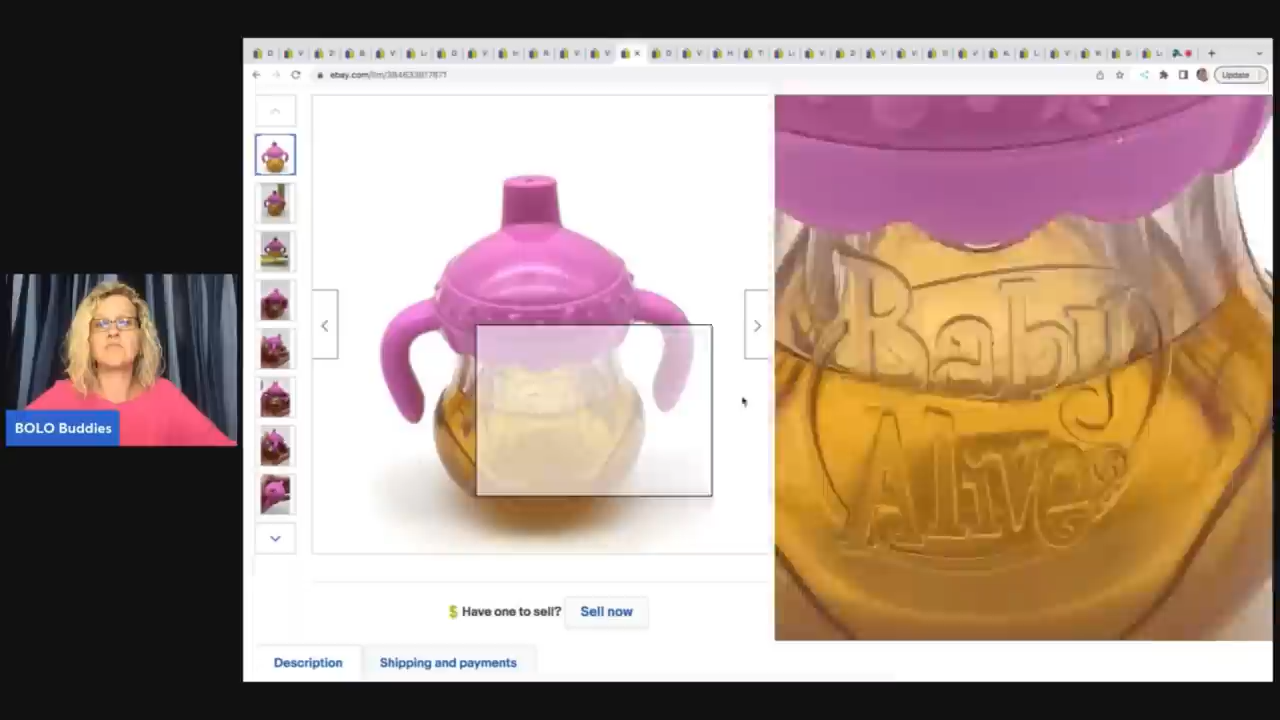 ebay.com/itm/
Update
Baby
Alive
BOLO Buddies
Have one to sell?
Sell now
Description
Shipping and payments